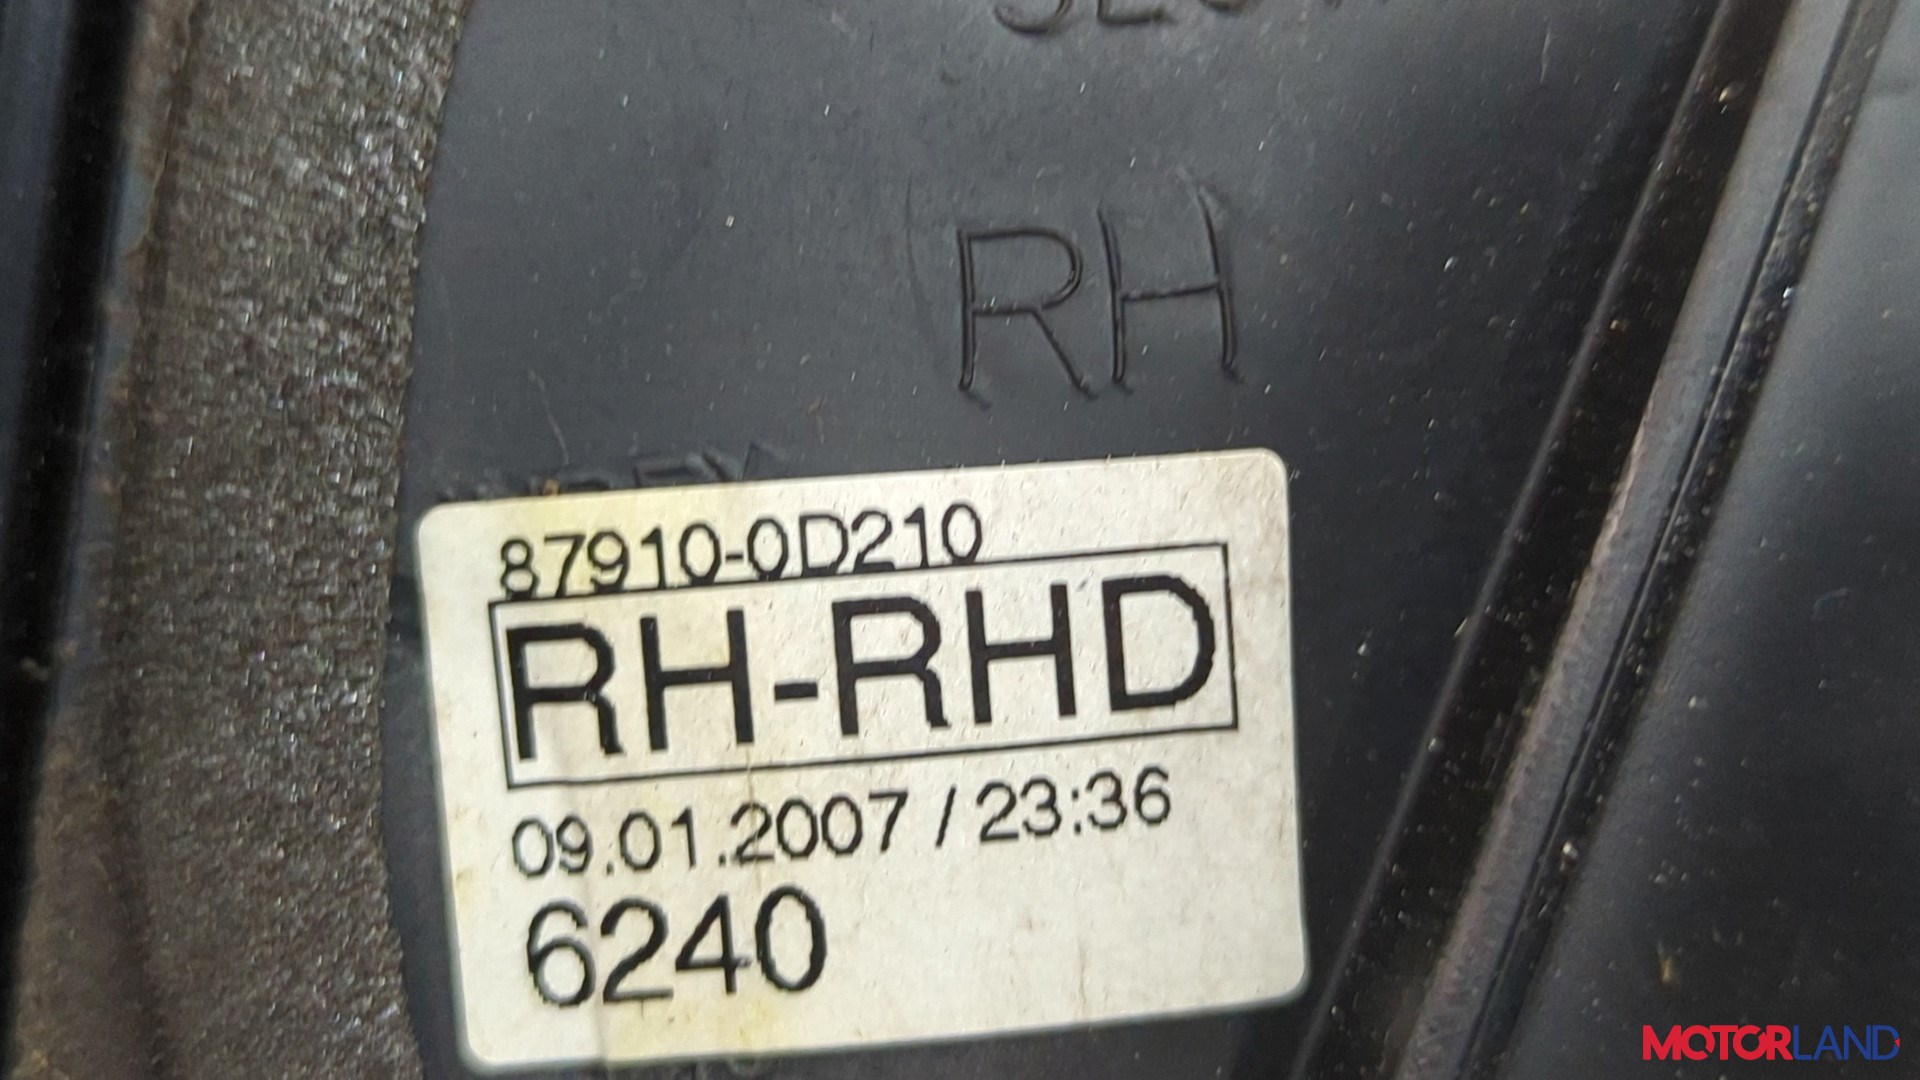 RH
87910-0D210
RH-RHD
09.01.2007 / 23:36
6240
MOTORLAND